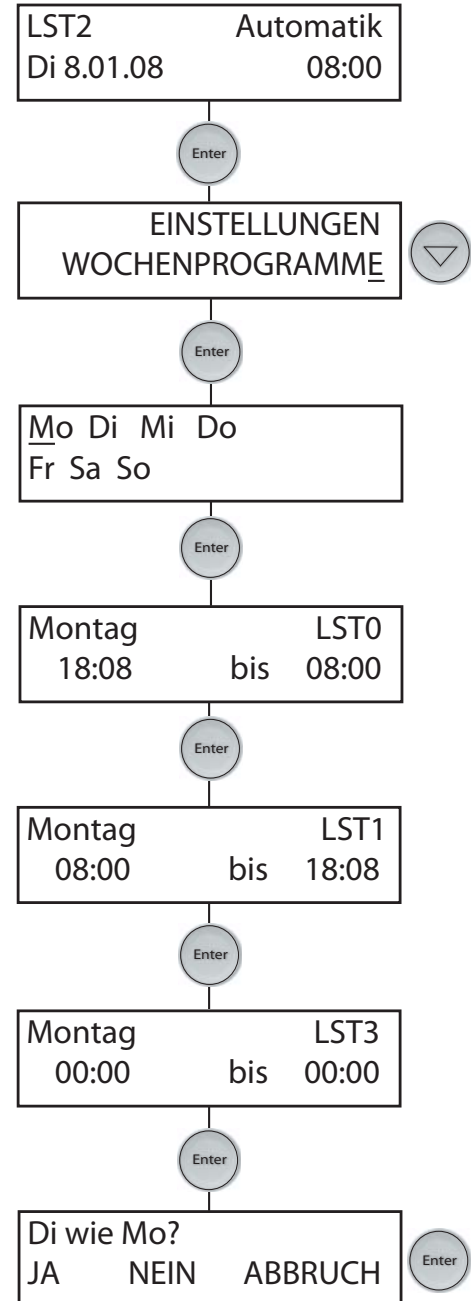 LST2 Automatik
Di 8.01.08 08:00
Enter
EINSTELLUNGEN
WOCHENPROGRAMME
Enter
Mo Di Mi Do
Fr Sa So
Enter
Montag LST0
18:08 bis 08:00
Enter
Montag LST1
08:00 bis 18:08
Enter
Montag LST3
00:00 bis 00:00
Enter
Di wie Mo?
JA NEIN ABBRUCH Enter